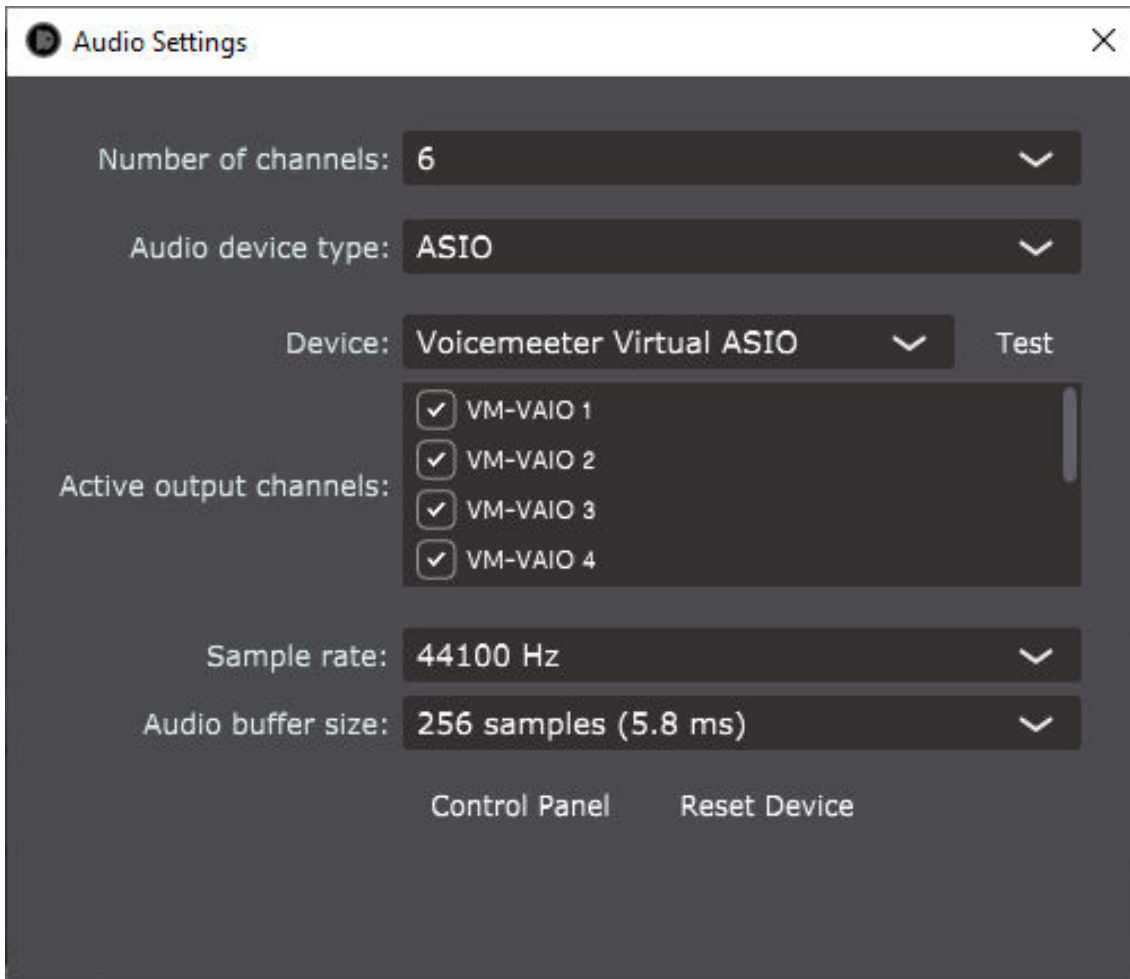 Audio Settings
Number of channels: 6
Audio device type: ASIO
Device: Voicemeeter Virtual ASIO Test
VM-VAIO 1
VM-VAIO 2
Active output channels:
VM-VAIO 3
VM-VAIO 4
Sample rate: 44100 Hz
Audio buffer size: 256 samples (5.8 ms)
Control Panel Reset Device